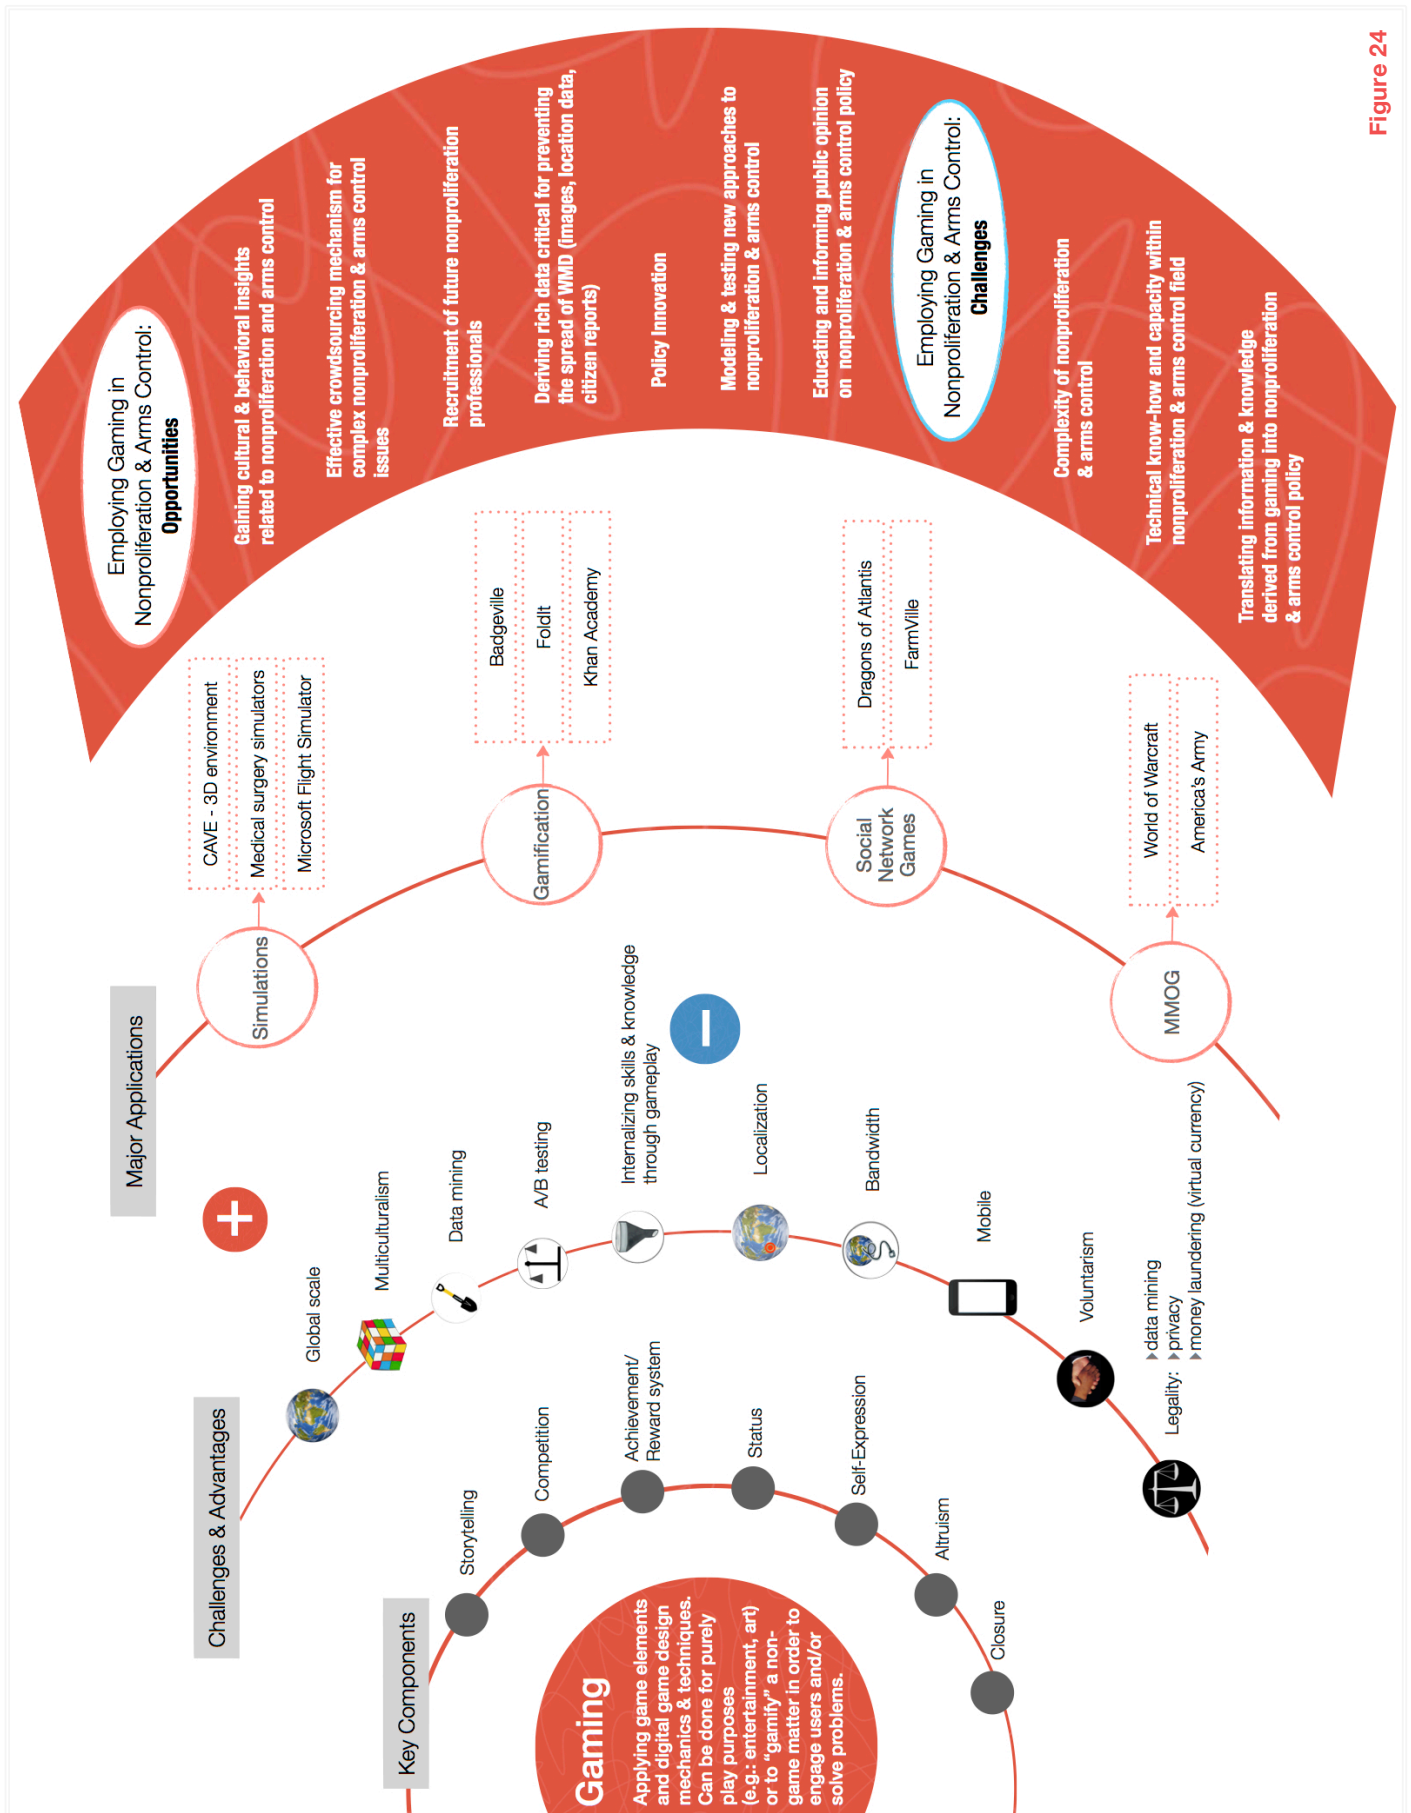 Gaming
Applying game elements
and digital game design
mechanics & techniques.
Can be done for purely
play purposes
(e.g.: entertainment, art)
or to “gamify” a non-
game matter in order to
engage users and/or
solve problems.
Key Components
Storytelling
Competition
Achievement/
Reward system
Status
Self-Expression
Altruism
Closure
Challenges & Advantages
Global scale
Multiculturalism
Data mining
A/B testing
Internalizing skills & knowledge
through gameplay
Localization
Bandwidth
Mobile
Voluntarism
Legality:
data mining
privacy
money laundering (virtual currency)
Major Applications
Simulations
CAVE - 3D environment
Medical surgery simulators
Microsoft Flight Simulator
Gamification
Badgeville
FoldIt
Khan Academy
Social
Network
Games
Dragons of Atlantis
FarmVille
MMOG
World of Warcraft
America's Army
Employing Gaming in
Nonproliferation & Arms Control:
Opportunities
Gaining cultural & behavioral insights
related to nonproliferation and arms control
Effective crowdsourcing mechanism for
complex nonproliferation & arms control
issues
Recruitment of future nonproliferation
professionals
Deriving rich data critical for preventing
the spread of WMD (images, location data,
citizen reports)
Policy Innovation
Modeling & testing new approaches to
nonproliferation & arms control
Educating and informing public opinion
on nonproliferation & arms control policy
Employing Gaming in
Nonproliferation & Arms Control:
Challenges
Complexity of nonproliferation
& arms control
Technical know-how and capacity within
nonproliferation & arms control field
Translating information & knowledge
derived from gaming into nonproliferation
& arms control policy
Figure 24